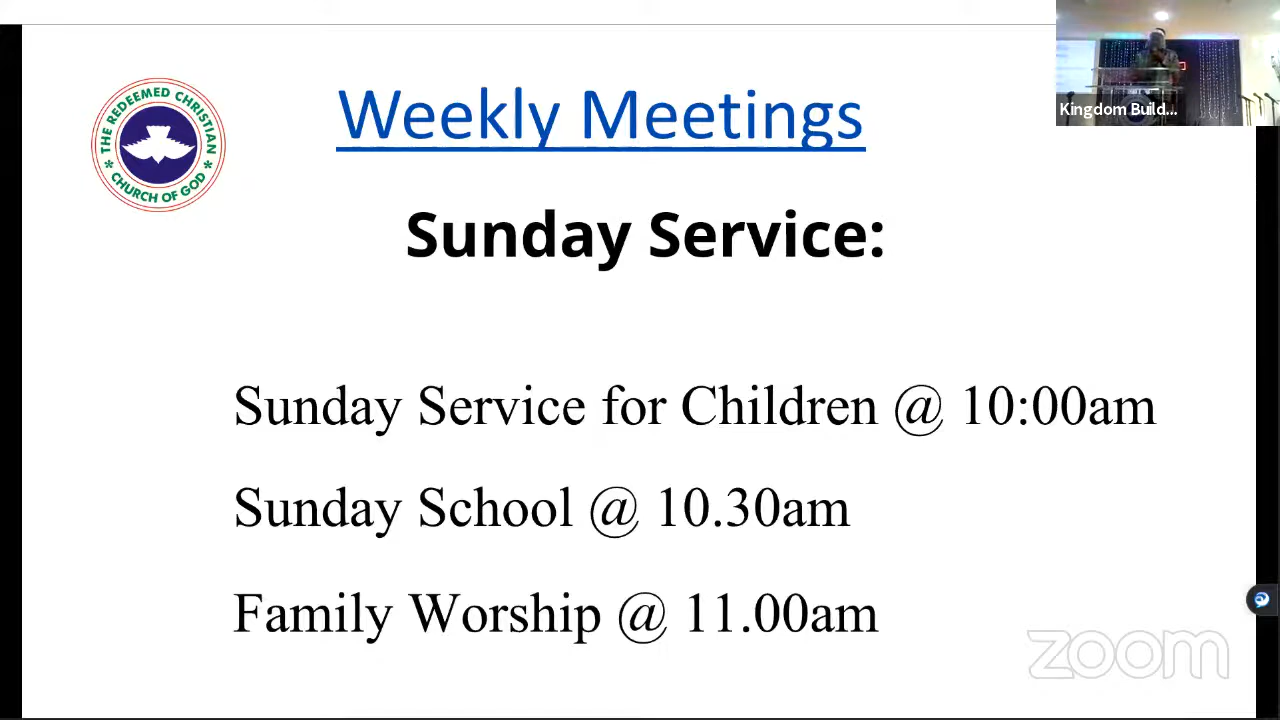 Kingdom Build...
THE REDEEMED CHRISTIAN
CHURCH OF GOD
Weekly Meetings
Sunday Service:
Sunday Service for Children @ 10:00am
Sunday School @ 10.30am
Family Worship @ 11.00am
zoom